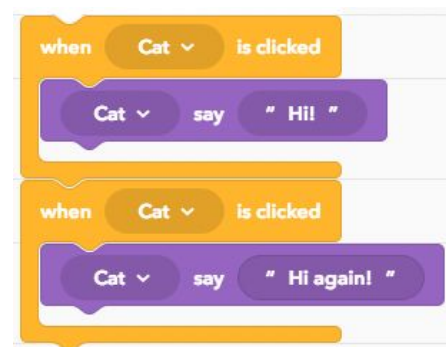 when Cat is clicked
Cat say " Hi! "
when Cat is clicked
Cat say " Hi again! "